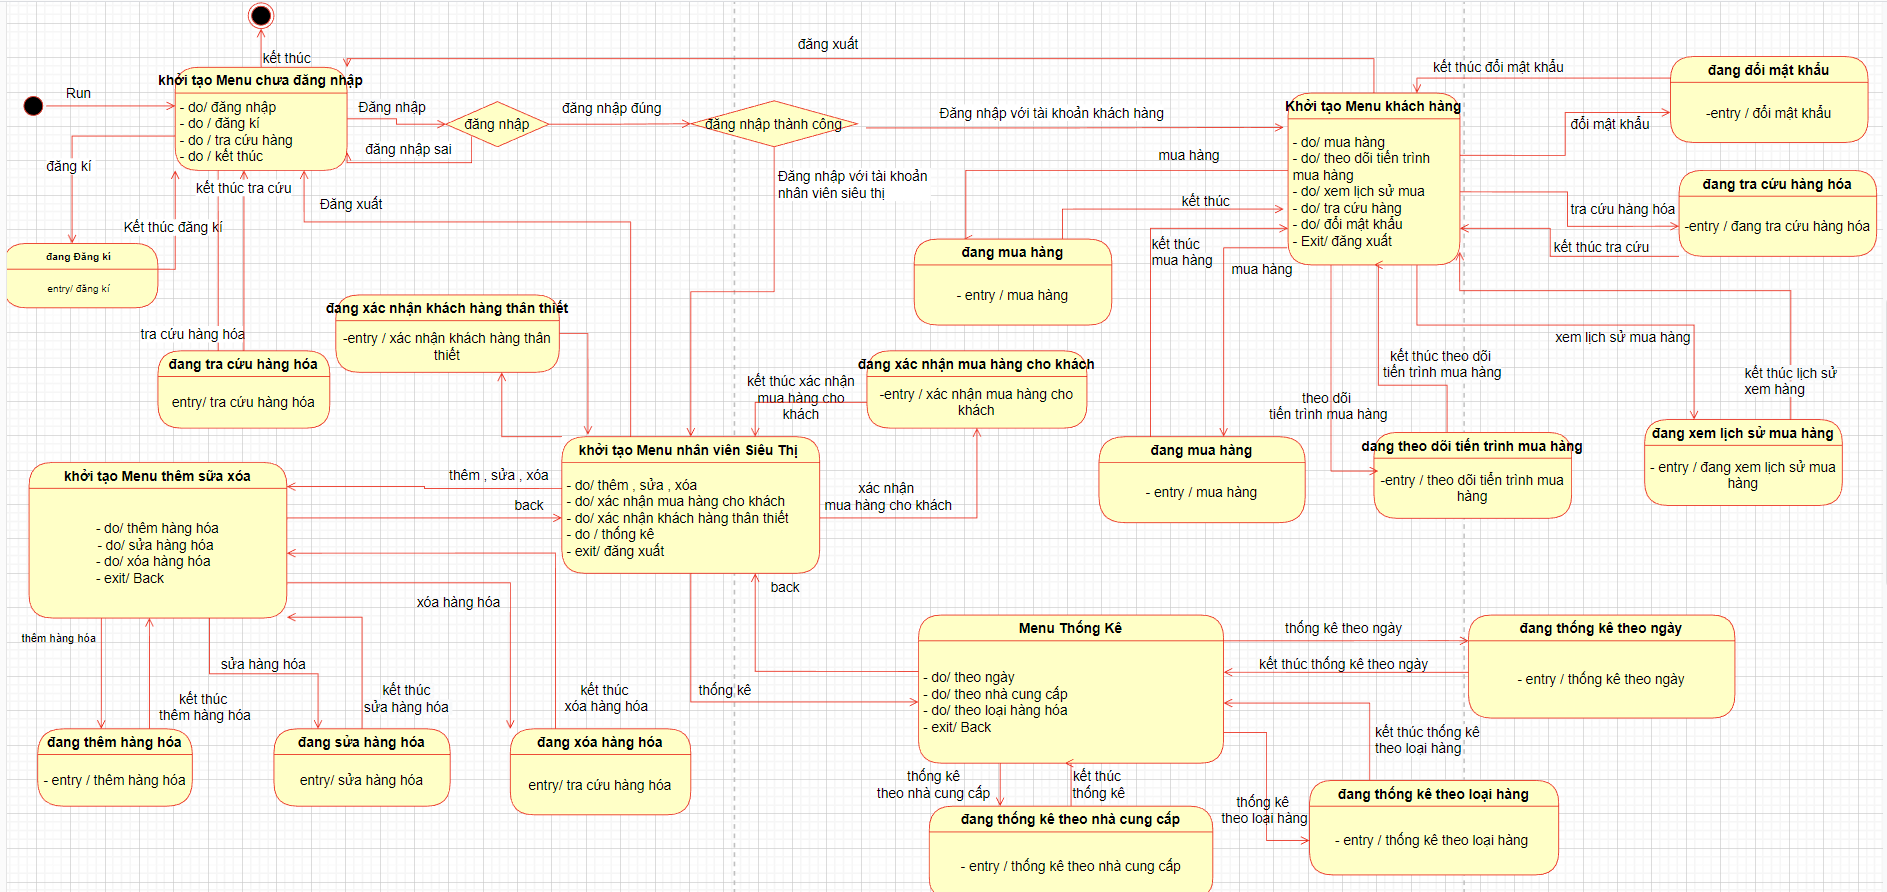 kết thúc
Run
khởi tạo Menu chưa đăng nhập
- do/ đăng nhập
- do / đăng kí
- do / tra cứu hàng
- do / kết thúc
Đăng nhập
đăng nhập
đăng nhập đúng
đăng nhập sai
đăng nhập thành công
đăng xuất
Đăng nhập với tài khoản khách hàng
Đăng nhập với tài khoản
nhân viên siêu thị
Khởi tạo Menu khách hàng
- do/ mua hàng
- do/ theo dõi tiến trình
mua hàng
- do/ xem lịch sử mua
- do/ tra cứu hàng
- do/ đổi mật khẩu
- Exit/ đăng xuất
kết thúc đổi mật khẩu
đổi mật khẩu
đang đổi mật khẩu
-entry / đổi mật khẩu
đang tra cứu hàng hóa
-entry / đang tra cứu hàng hóa
tra cứu hàng hóa
kết thúc tra cứu
đăng kí
kết thúc tra cứu
Kết thúc đăng kí
Đăng xuất
đang Đăng kí
entry/ đăng kí
tra cứu hàng hóa
đang tra cứu hàng hóa
entry/ tra cứu hàng hóa
mua hàng
kết thúc
đang mua hàng
- entry / mua hàng
kết thúc
mua hàng
mua hàng
đang mua hàng
- entry / mua hàng
đang xác nhận khách hàng thân thiết
-entry / xác nhận khách hàng thân
thiết
đang xác nhận mua hàng cho khách
-entry / xác nhận mua hàng cho
khách
kết thúc xác nhận
mua hàng cho
khách
xác nhận
mua hàng cho khách
kết thúc theo dõi
tiến trình mua hàng
theo dõi
tiến trình mua hàng
đang theo dõi tiến trình mua hàng
-entry / theo dõi tiến trình mua
hàng
xem lịch sử mua hàng
kết thúc lịch sử
xem hàng
đang xem lịch sử mua hàng
- entry / đang xem lịch sử mua
hàng
khởi tạo Menu nhân viên Siêu Thị
- do/ thêm , sửa , xóa
- do/ xác nhận mua hàng cho khách
- do/ xác nhận khách hàng thân thiết
- do / thống kê
- exit/ đăng xuất
thêm , sửa , xóa
back
khởi tạo Menu thêm sữa xóa
- do/ thêm hàng hóa
- do/ sửa hàng hóa
- do/ xóa hàng hóa
- exit/ Back
thêm hàng hóa
kết thúc
thêm hàng hóa
sửa hàng hóa
kết thúc
sửa hàng hóa
xóa hàng hóa
kết thúc
xóa hàng hóa
đang thêm hàng hóa
- entry / thêm hàng hóa
đang sửa hàng hóa
entry/ sửa hàng hóa
đang xóa hàng hóa
entry/ tra cứu hàng hóa
back
thống kê
Menu Thống Kê
- do/ theo ngày
- do/ theo nhà cung cấp
- do/ theo loại hàng hóa
- exit/ Back
thống kê theo ngày
kết thúc thống kê theo ngày
đang thống kê theo ngày
- entry / thống kê theo ngày
kết thúc thống kê
theo loại hàng
thống kê
theo nhà cung cấp
kết thúc
thống kê
thống kê
theo loại hàng
đang thống kê theo nhà cung cấp
- entry / thống kê theo nhà cung cấp
đang thống kê theo loại hàng
- entry / thống kê theo loại hàng